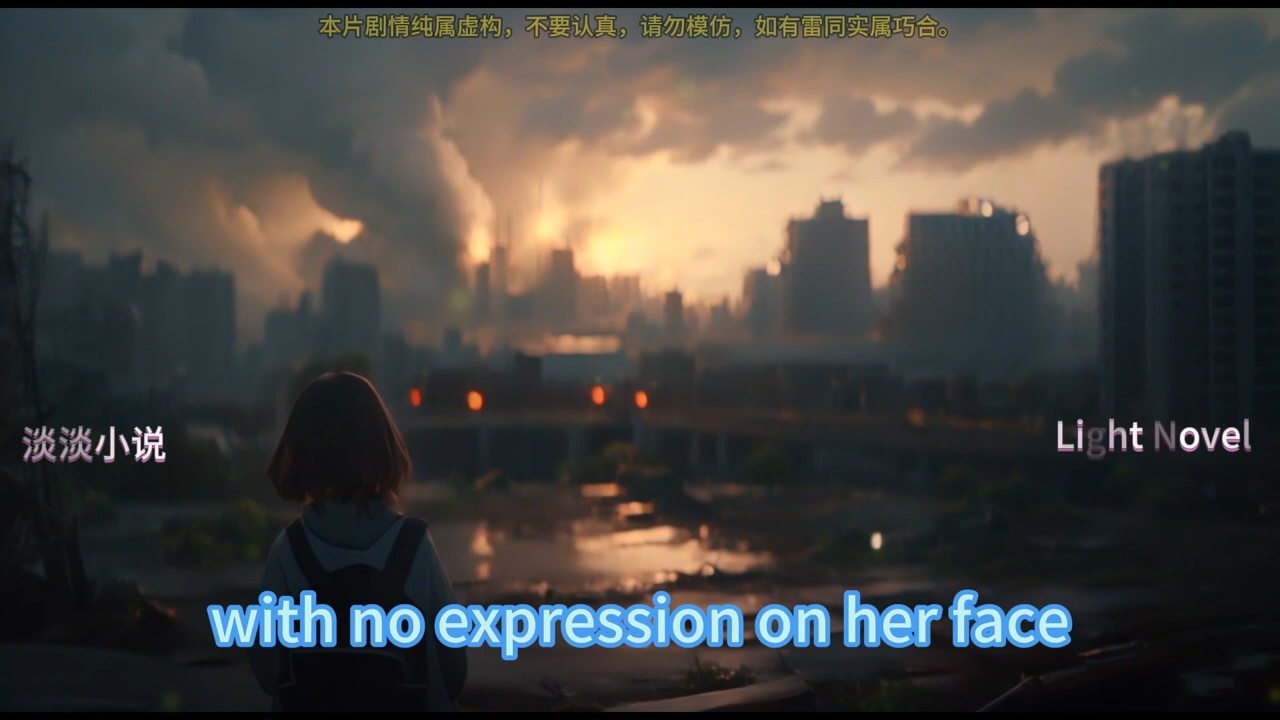 本片剧情纯属虚构，不要认真，请勿模仿，如有雷同实属巧合。
淡淡小说
Light Novel
with no expression on her face